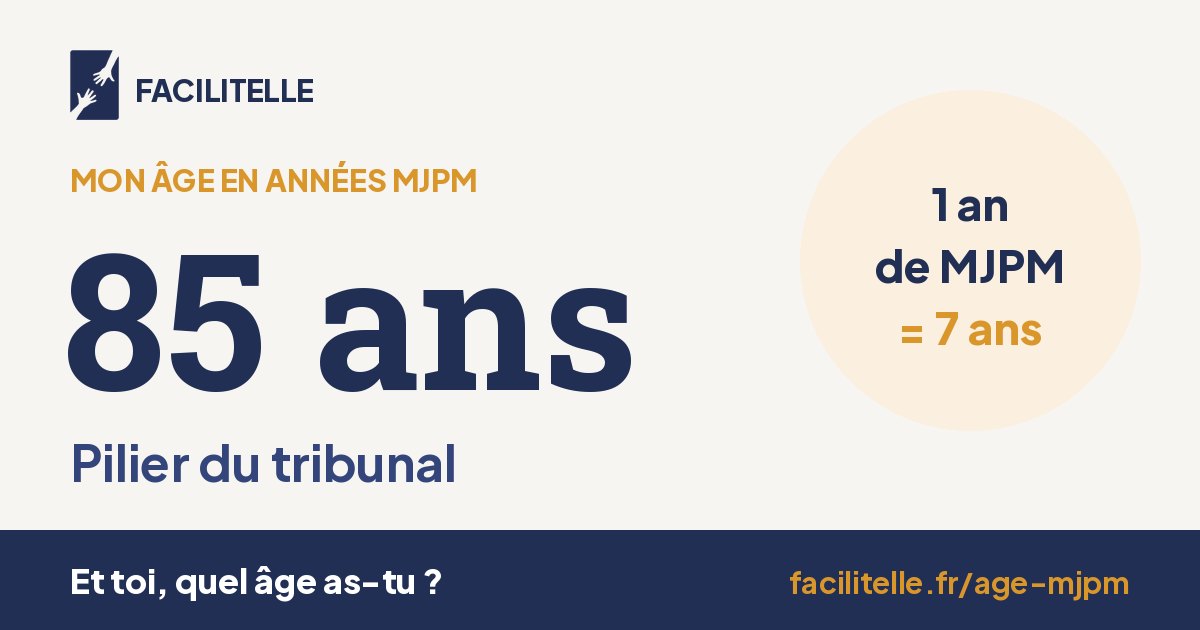 FACILITELLE
MON ÂGE EN ANNÉES MJPM
85 ans
Pilier du tribunal
1 an
de MJPM
= 7 ans
Et toi, quel âge as-tu ?
facilitelle.fr/age-mjpm